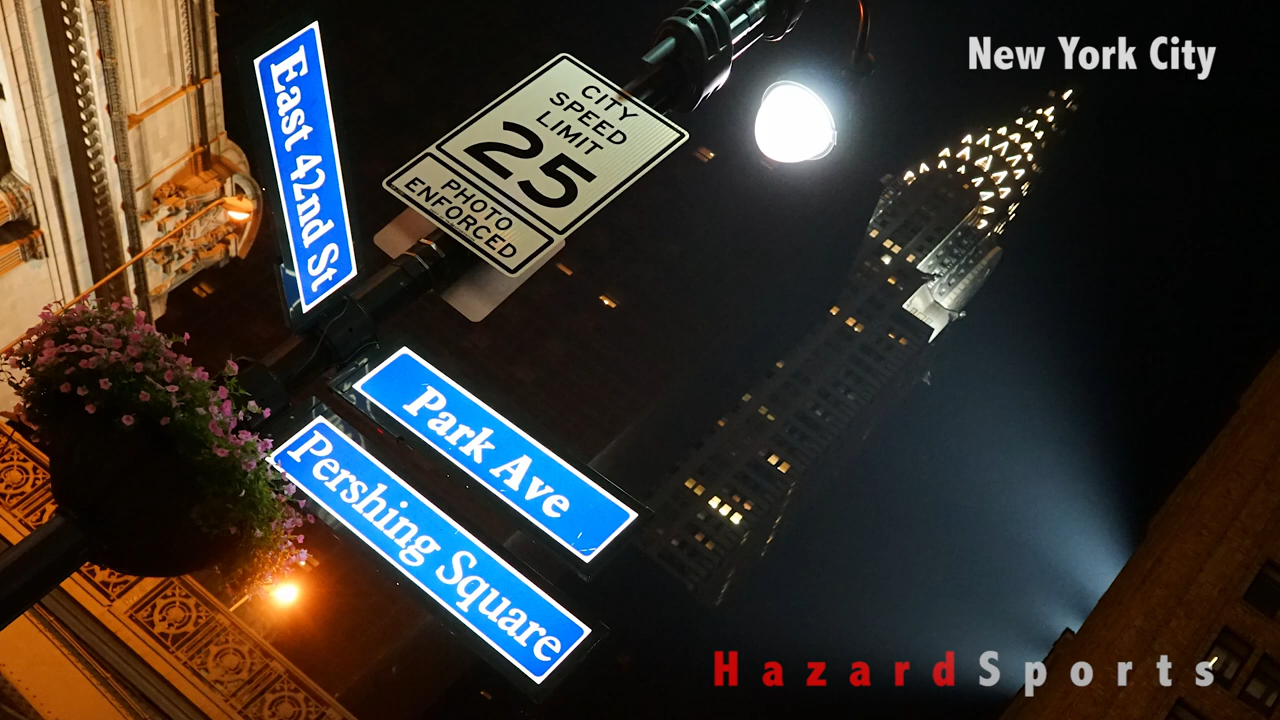 New York City
East 42nd St
CITY
SPEED
LIMIT
25
PHOTO
ENFORCED
Park Ave
Pershing Square
HazardSports